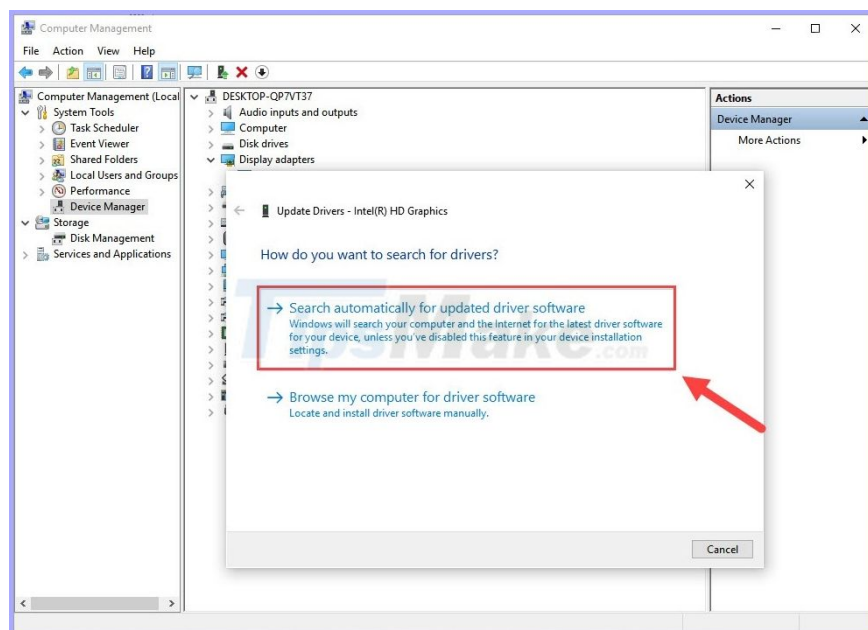 Computer Management
File Action View Help
Computer Management (Local
System Tools
Task Scheduler
Event Viewer
Shared Folders
Local Users and Groups
Performance
Device Manager
Storage
Disk Management
Services and Applications
DESKTOP-QP7VT37
Audio inputs and outputs
Computer
Disk drives
Display adapters
Update Drivers - Intel(R) HD Graphics
How do you want to search for drivers?
Search automatically for updated driver software
Windows will search your computer and the Internet for the latest driver software
for your device, unless you've disabled this feature in your device installation
settings.
TipsMake.com
Browse my computer for driver software
Locate and install driver software manually.
Cancel
Actions
Device Manager
More Actions